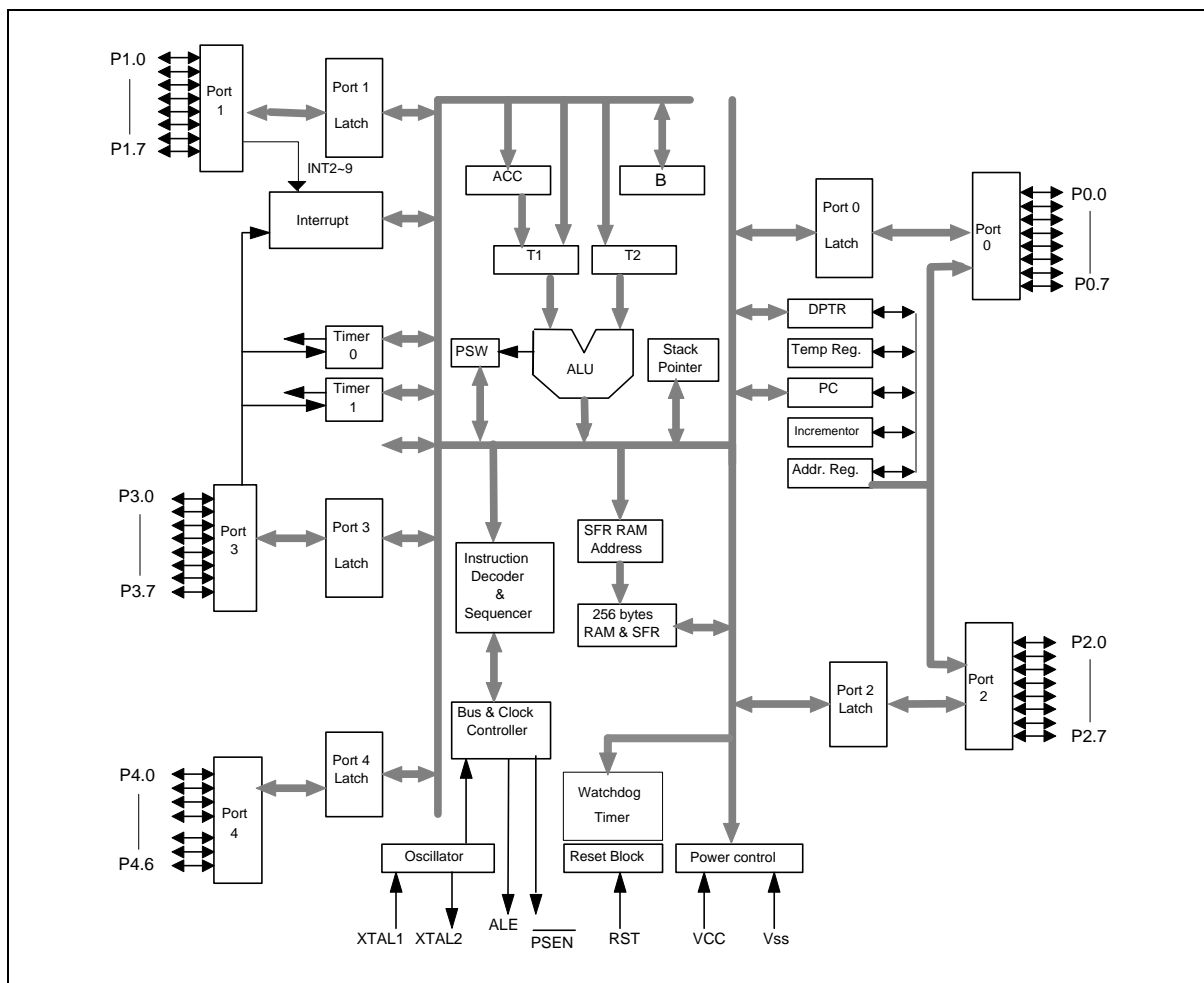 P1.0
P1.7
Port
1
Port 1
Latch
INT2~9
Interrupt
ACC
B
T1
T2
Port 0
Latch
Port
0
P0.0
P0.7
Timer
0
Timer
1
PSW
ALU
Stack
Pointer
DPTR
Temp Reg.
PC
Incrementor
Addr. Reg.
P3.0
P3.7
Port
3
Port 3
Latch
Instruction
Decoder
&
Sequencer
SFR RAM
Address
256 bytes
RAM & SFR
Port 2
Latch
Port
2
P2.0
P2.7
Bus & Clock
Controller
P4.0
P4.6
Port
4
Port 4
Latch
Watchdog
Timer
Oscillator
Reset Block
Power control
XTAL1
XTAL2
ALE
PSEN
RST
VCC
Vss